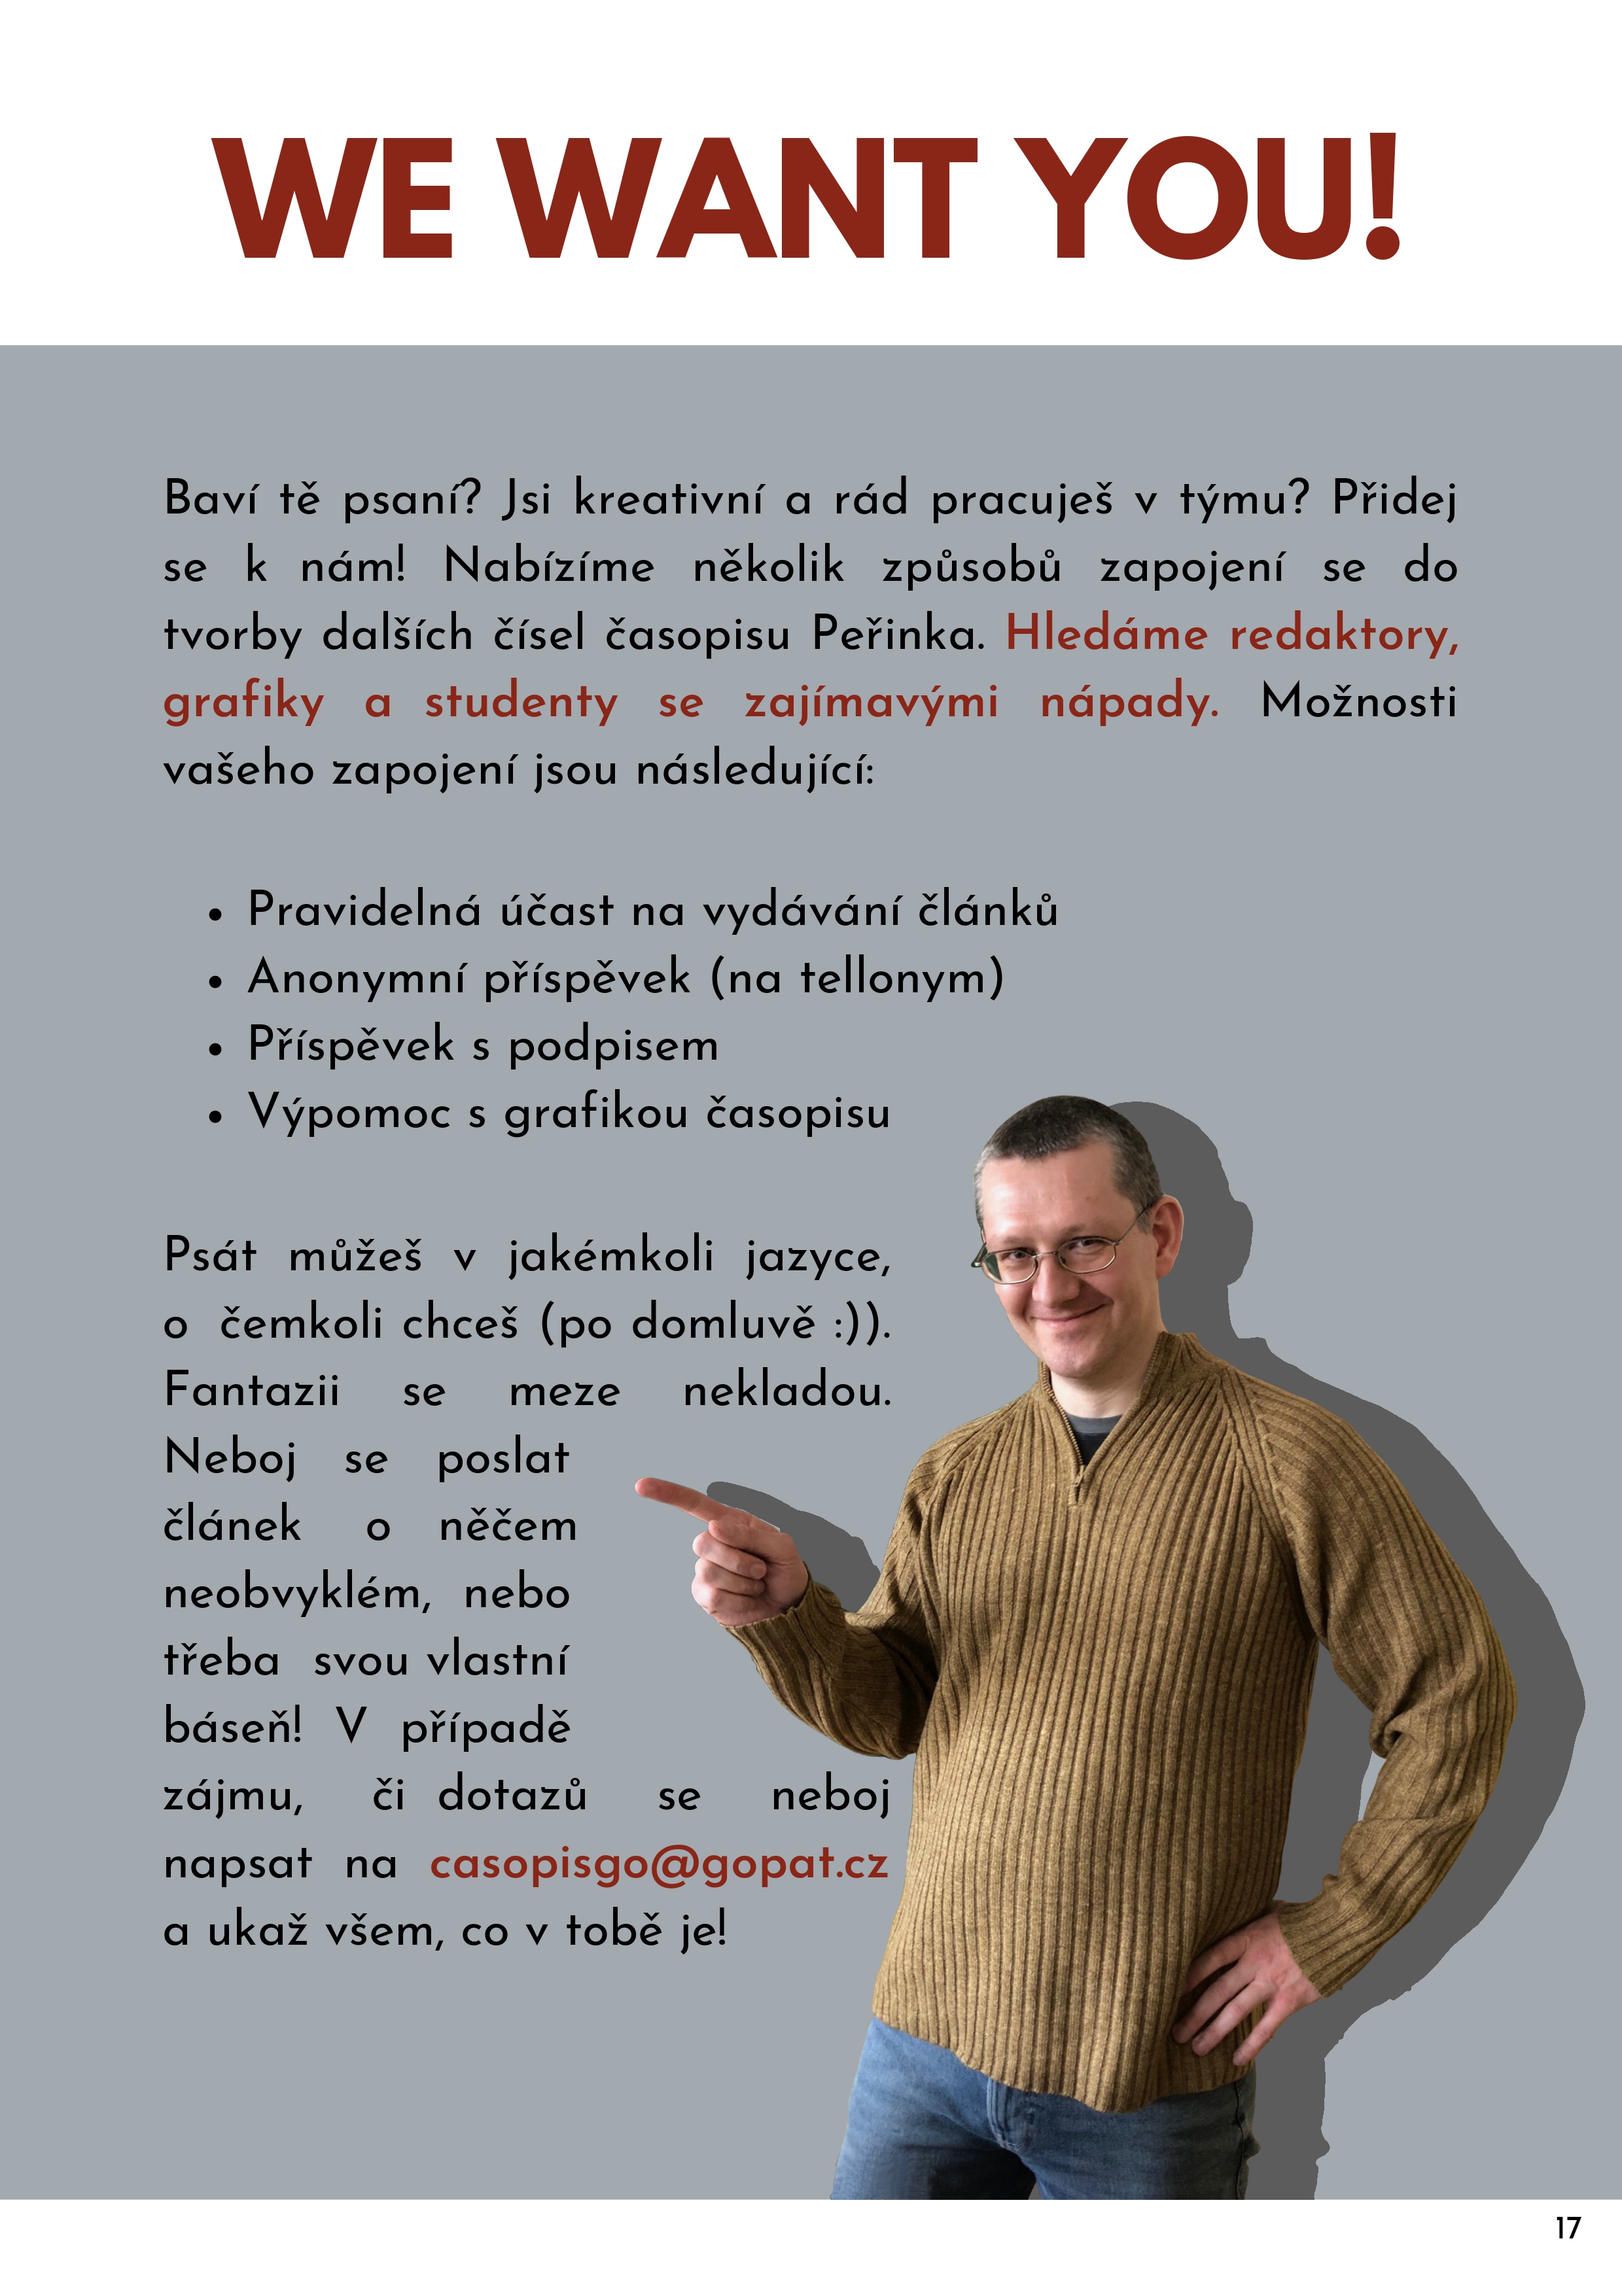 WE WANT YOU!
Baví tě psaní? Jsi kreativní a rád pracuješ v týmu? Přidej
se k nám! Nabízíme několik způsobů zapojení se do
tvorby dalších čísel časopisu Peřinka. Hledáme redaktory,
grafiky a studenty se zajímavými nápady. Možnosti
vašeho zapojení jsou následující:
• Pravidelná účast na vydávání článků
• Anonymní příspěvek (na tellonym)
• Příspěvek s podpisem
• Výpomoc s grafikou časopisu
Psát můžeš v jakémkoli jazyce,
o čemkoli chceš (po domluvě :)).
Fantazii se meze nekladou.
Neboj se poslat
článek o něčem
neobvyklém, nebo
třeba svou vlastní
báseň! V případě
zájmu, či dotazů se neboj
napsat na casopisgo@gopat.cz
a ukaž všem, co v tobě je!
17